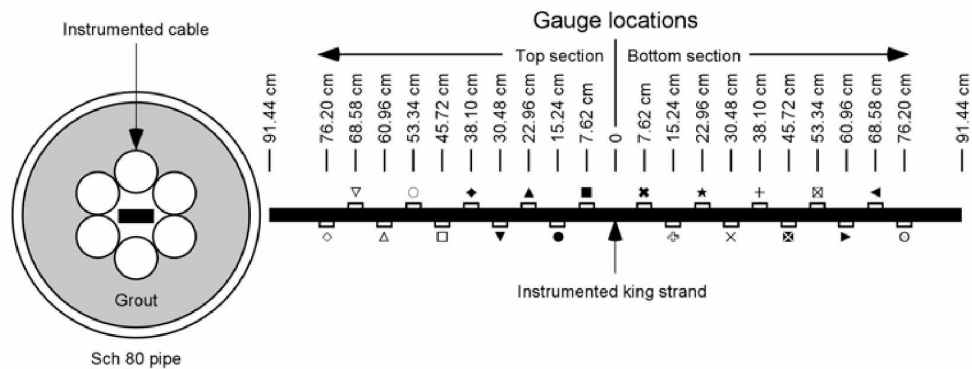 Instrumented cable
Gauge locations
Top section
Bottom section
91.44 cm
76.20 cm
68.58 cm
60.96 cm
53.34 cm
45.72 cm
38.10 cm
30.48 cm
22.96 cm
15.24 cm
7.62 cm
0
7.62 cm
15.24 cm
22.96 cm
30.48 cm
38.10 cm
45.72 cm
53.34 cm
60.96 cm
68.58 cm
76.20 cm
91.44 cm
Instrumented king strand
Grout
Sch 80 pipe